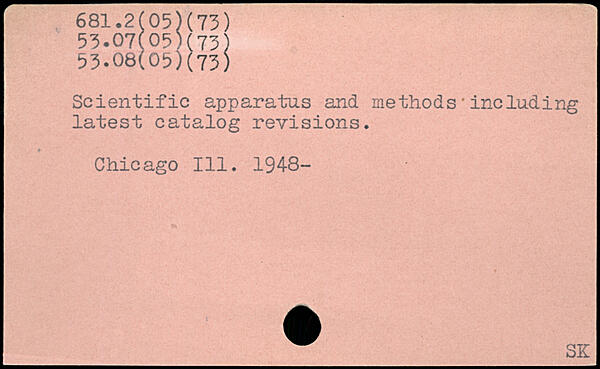 681.2(05)(73)
53.07(05)(73)
53.08(05)(73)
Scientific apparatus and methods including
latest catalog revisions.
Chicago Ill. 1948-
SK